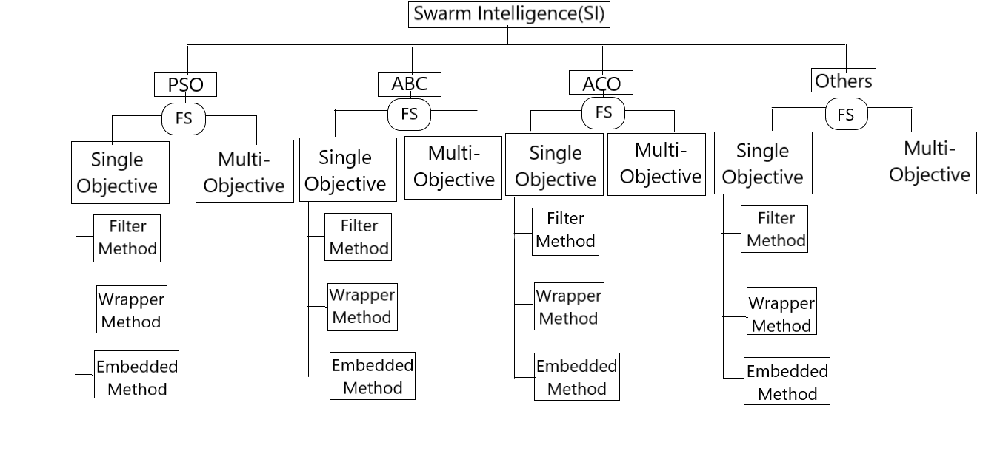 Swarm Intelligence(SI)
PSO
ABC
ACO
Others
FS
FS
FS
FS
Single
Objective
Multi-
Objective
Single
Objective
Multi-
Objective
Single
Objective
Multi-
Objective
Single
Objective
Multi-
Objective
Filter
Method
Filter
Method
Filter
Method
Filter
Method
Wrapper
Method
Wrapper
Method
Wrapper
Method
Wrapper
Method
Embedded
Method
Embedded
Method
Embedded
Method
Embedded
Method